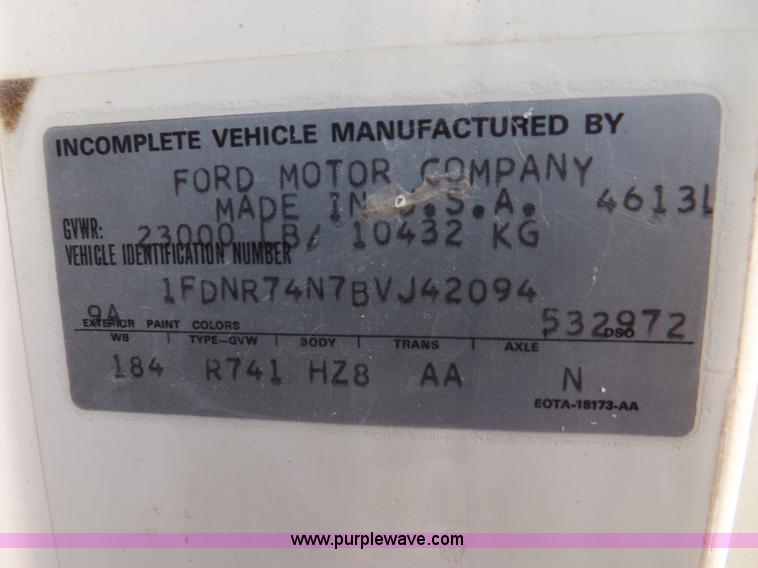 INCOMPLETE VEHICLE MANUFACTURED BY
FORD MOTOR COMPANY
MADE IN U.S.A. 4613L
GVWR: 23000 LB/ 10432 KG
VEHICLE IDENTIFICATION NUMBER
1FDNR74N7BVJ42094
9A 532972
EXTERIOR PAINT COLORS DSO
WB TYPE-GVW BODY TRANS AXLE
184 R741 HZ8 AA N
EOTA-18173-AA
www.purplewave.com